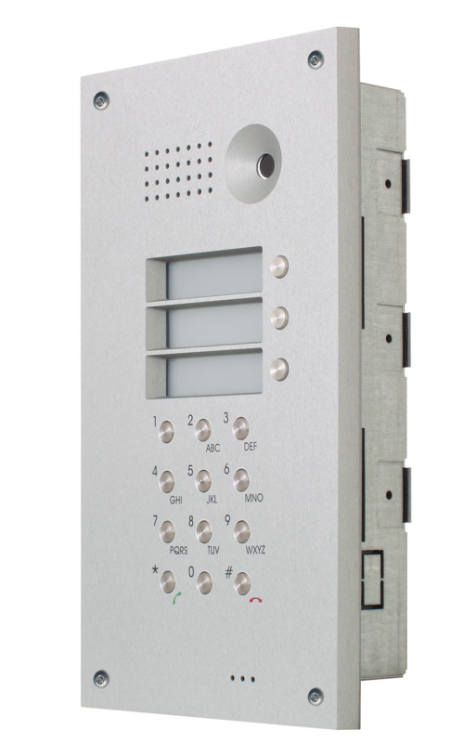 1 2 3
ABC DEF
4 5 6
GHI JKL MNO
7 8 9
PQRS TUV WXYZ
* 0 #